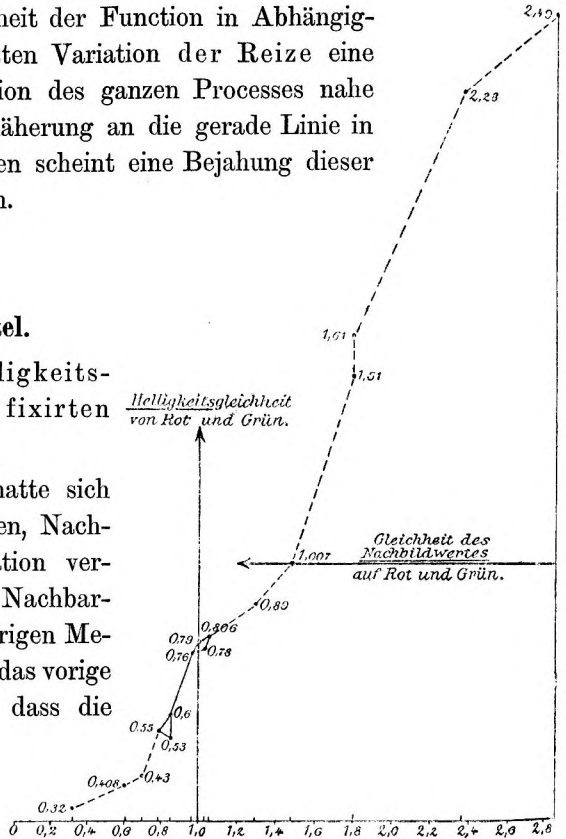 heit der Function in Abhängig-
ten Variation der Reize eine
ion des ganzen Processes nahe
äherung an die gerade Linie in
en scheint eine Bejahung dieser
n.
el.
ligkeits-
fixirten
natte sich
en, Nach-
tion ver-
Nachbar-
rigen Me-
das vorige
dass die
2,49
2,23
1,61
1,51
Helligkeitsgleichheit
von Rot und Grün.
Gleichheit des
Nachbildwertes
auf Rot und Grün.
1,007
0,89
0,806
0,79
0,78
0,76
0,6
0,55
0,53
0,43
0,408
0,32
0 0,2 0,4 0,6 0,8 1,0 1,2 1,4 1,6 1,8 2,0 2,2 2,4 2,6 2,8